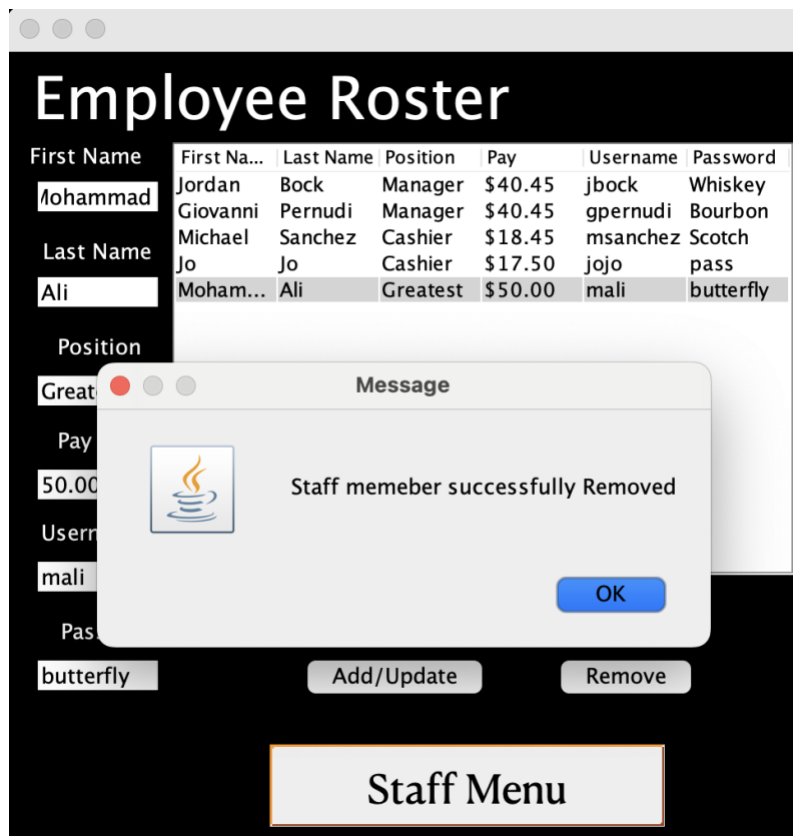 Employee Roster
First Name
Mohammad
Last Name
Ali
Position
Great
Pay
50.00
Usern
mali
Pas
butterfly
First Na... Last Name Position Pay Username Password
Jordan Bock Manager $40.45 jbock Whiskey
Giovanni Pernudi Manager $40.45 gpernudi Bourbon
Michael Sanchez Cashier $18.45 msanchez Scotch
Jo Jo Cashier $17.50 jojo pass
Moham... Ali Greatest $50.00 mali butterfly
Message
Staff memeber successfully Removed
OK
Add/Update Remove
Staff Menu